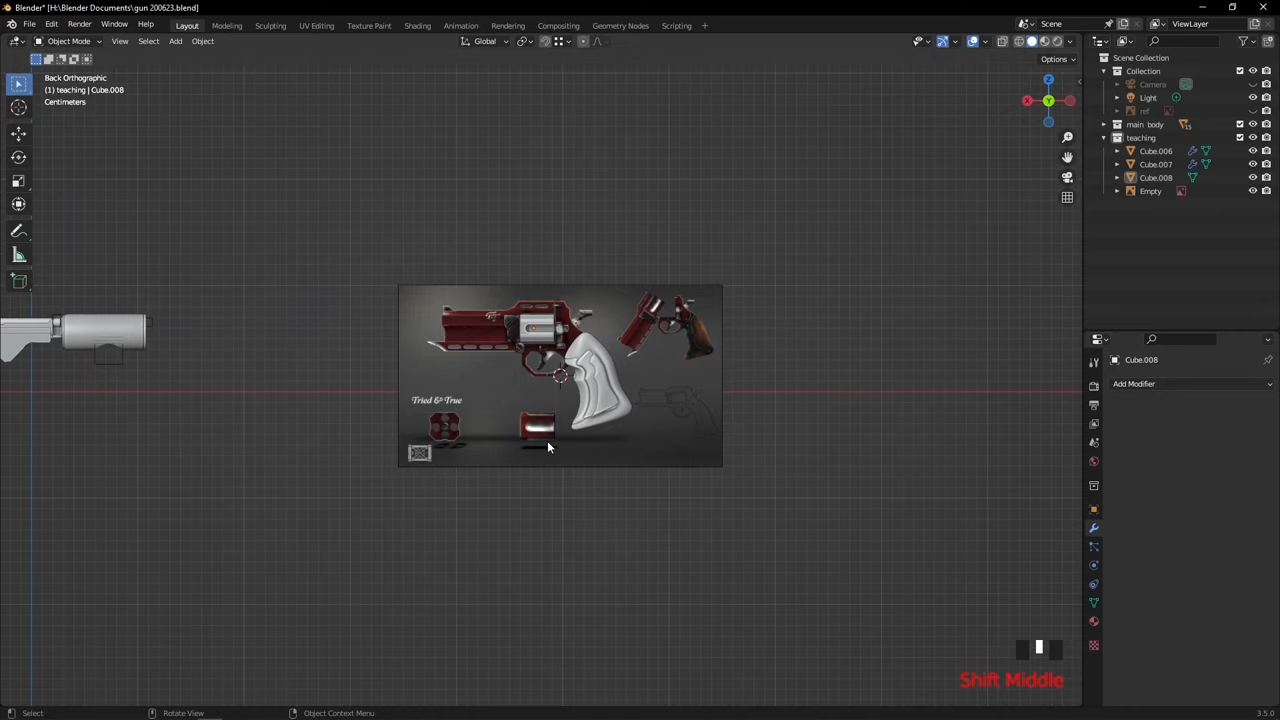 Blender* [H:\Blender Documents\gun 200623.blend]
File Edit Render Window Help Layout Modeling Sculpting UV Editing Texture Paint Shading Animation Rendering Compositing Geometry Nodes Scripting + Scene ViewLayer
Object Mode View Select Add Object Global
Options
Back Orthographic
(1) teaching | Cube.008
Centimeters
Z
X
Y
Scene Collection
Collection
Camera
Light
ref
main body 15
teaching
Cube.006
Cube.007
Cube.008
Empty
Cube.008
Add Modifier
Tried & True
Shift Middle
Select Rotate View Object Context Menu 3.5.0